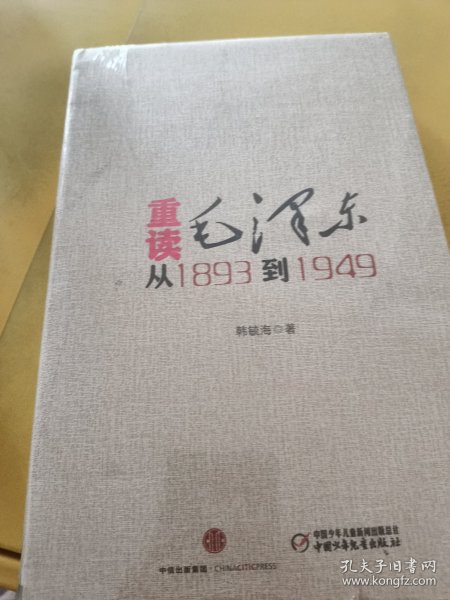 重读毛泽东
从1893到1949
韩毓海◎著
中信出版集团·CHINACITICPRESS
中国少年儿童新闻出版总社
中国少年儿童出版社
孔夫子旧书网
www.kongfz.com